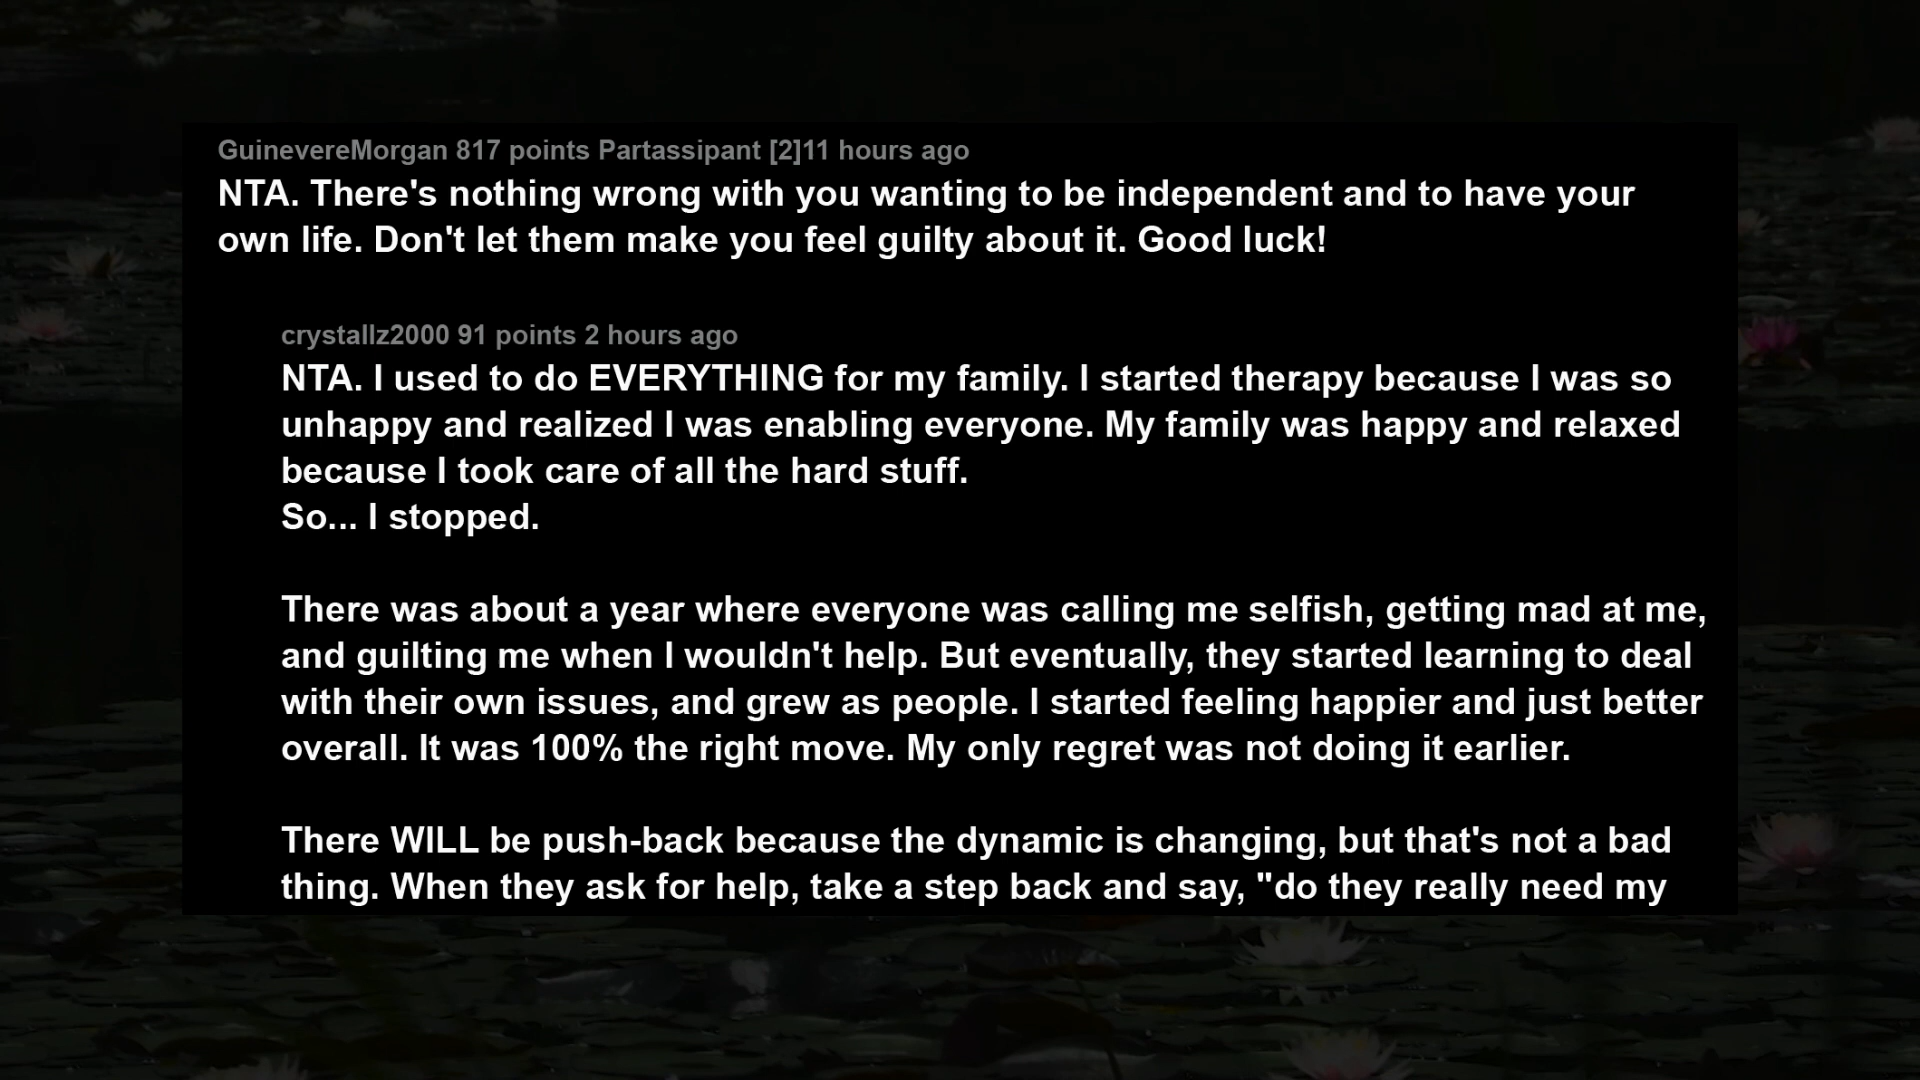 GuinevereMorgan 817 points Partassipant [2]11 hours ago
NTA. There's nothing wrong with you wanting to be independent and to have your
own life. Don't let them make you feel guilty about it. Good luck!
crystallz2000 91 points 2 hours ago
NTA. I used to do EVERYTHING for my family. I started therapy because I was so
unhappy and realized I was enabling everyone. My family was happy and relaxed
because I took care of all the hard stuff.
So... I stopped.
There was about a year where everyone was calling me selfish, getting mad at me,
and guilting me when I wouldn't help. But eventually, they started learning to deal
with their own issues, and grew as people. I started feeling happier and just better
overall. It was 100% the right move. My only regret was not doing it earlier.
There WILL be push-back because the dynamic is changing, but that's not a bad
thing. When they ask for help, take a step back and say, "do they really need my